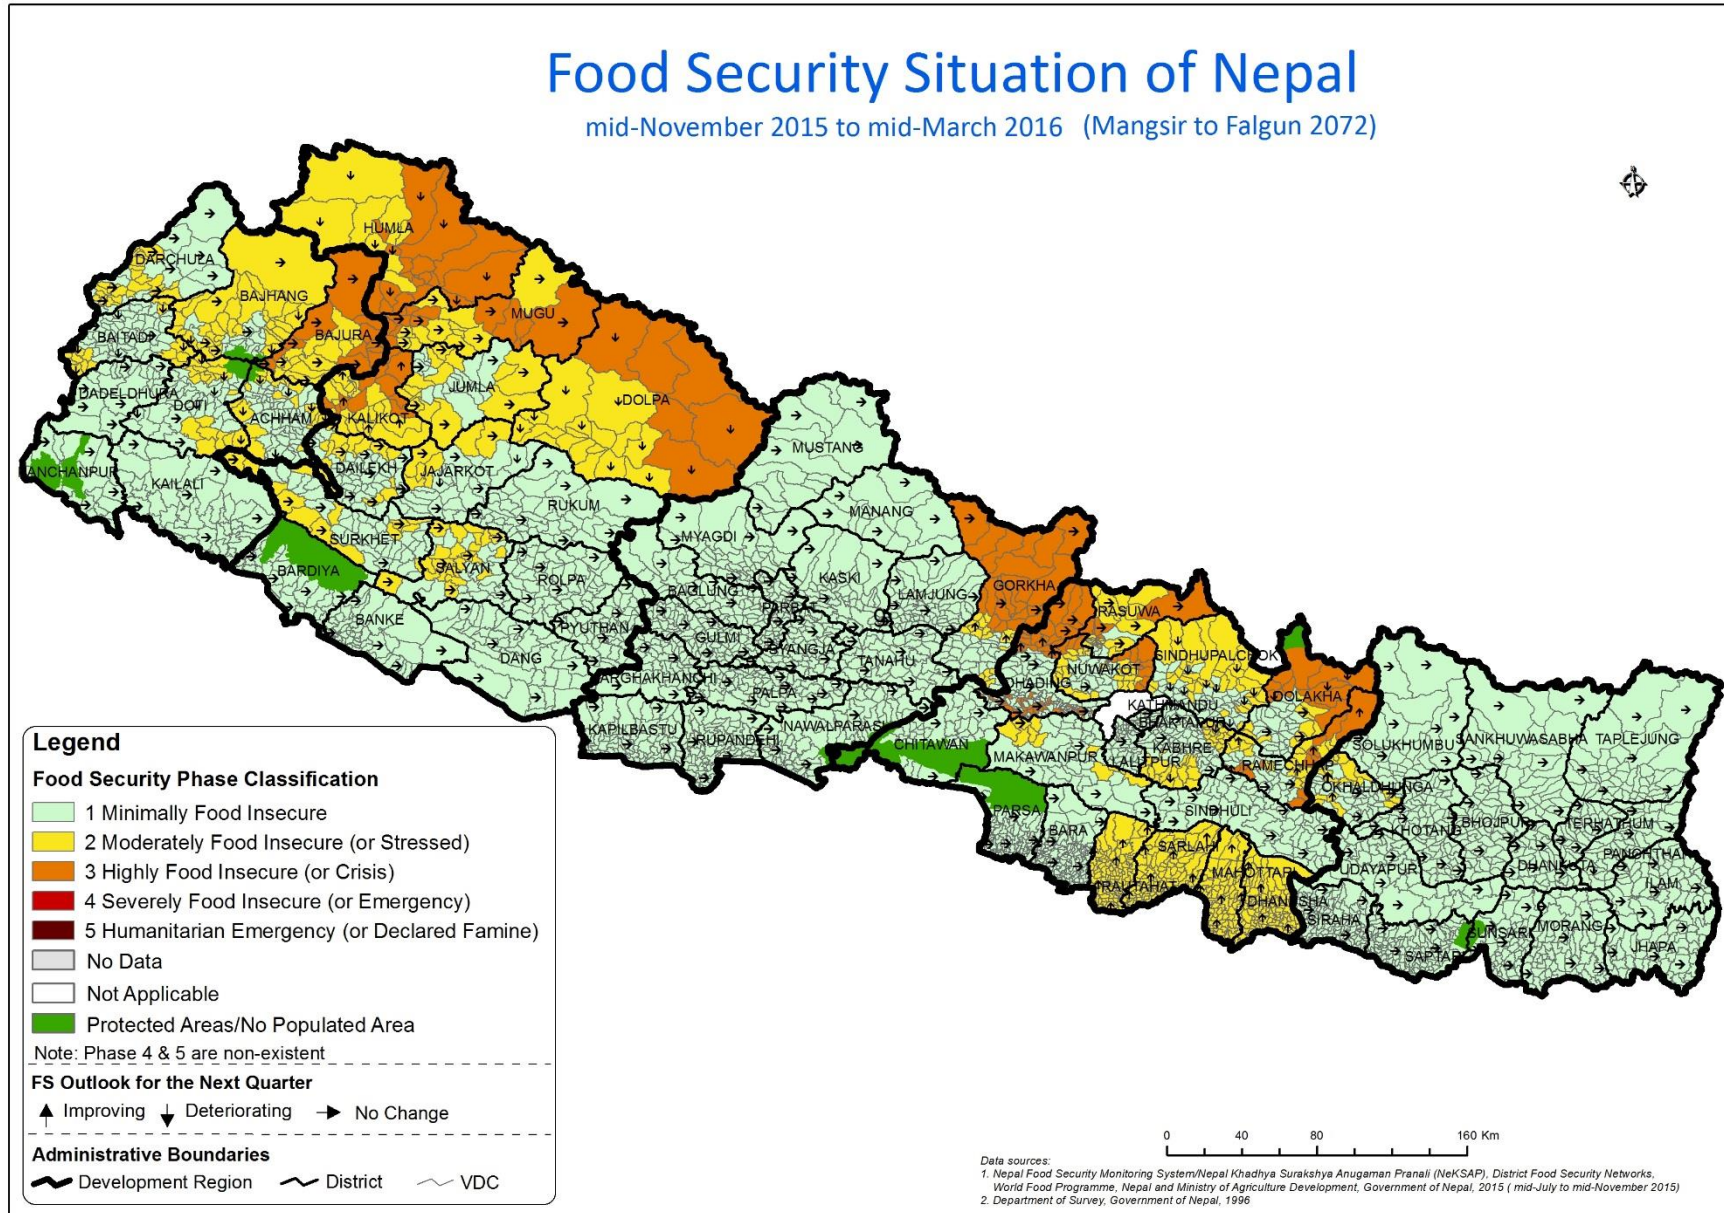 Food Security Situation of Nepal
mid-November 2015 to mid-March 2016 (Mangsir to Falgun 2072)
HUMLA
DARCHULA
BAJHANG
BAJURA
MUGU
BAITADI
JUMLA
DOLPA
DADELDHURA
DOTI
ACHHAM
KALIKOT
MUSTANG
KANCHANPUR
KAILALI
DAILEKH
JAJARKOT
RUKUM
MANANG
SURKHET
MYAGDI
BARDIYA
SALYAN
ROLPA
KASKI
BAGLUNG
LAMJUNG
GORKHA
PARBAT
RASUWA
BANKE
PYUTHAN
GULMI
SYANGJA
DANG
TANAHU
SINDHUPALCHOK
NUWAKOT
ARGHAKHANCHI
DHADING
PALPA
DOLAKHA
KATHMANDU
BHAKTAPUR
KAPILBASTU
RUPANDEHI
NAWALPARASI
CHITAWAN
KABHRE
LALITPUR
MAKAWANPUR
RAMECHHAP
SOLUKHUMBU
SANKHUWASABHA
TAPLEJUNG
OKHALDHUNGA
PARSA
BARA
SINDHULI
KHOTANG
BHOJPUR
TERHATHUM
SARLAHI
RAUTAHAT
MAHOTTARI
DHANUSHA
UDAYAPUR
DHANKUTA
PANCHTHAR
ILAM
SIRAHA
SAPTARI
SUNSARI
MORANG
JHAPA
Legend
Food Security Phase Classification
1 Minimally Food Insecure
2 Moderately Food Insecure (or Stressed)
3 Highly Food Insecure (or Crisis)
4 Severely Food Insecure (or Emergency)
5 Humanitarian Emergency (or Declared Famine)
No Data
Not Applicable
Protected Areas/No Populated Area
Note: Phase 4 & 5 are non-existent
FS Outlook for the Next Quarter
Improving Deteriorating No Change
Administrative Boundaries
Development Region District VDC
0 40 80 160 Km
Data sources:
1. Nepal Food Security Monitoring System/Nepal Khadhya Surakshya Anugaman Pranali (NeKSAP), District Food Security Networks,
World Food Programme, Nepal and Ministry of Agriculture Development, Government of Nepal, 2015 ( mid-July to mid-November 2015)
2. Department of Survey, Government of Nepal, 1996